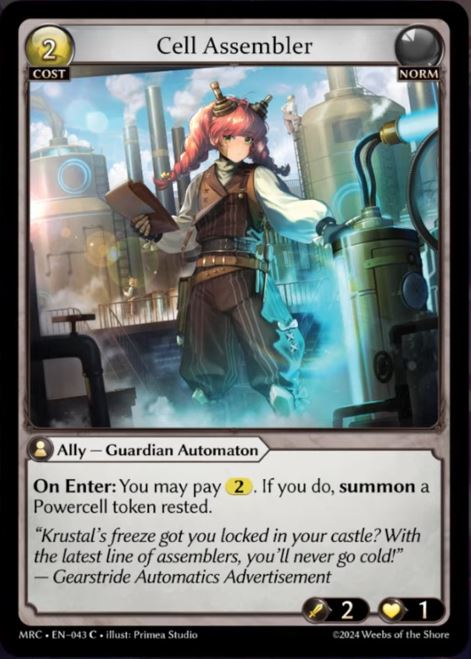 2
Cell Assembler
COST
NORM
Ally — Guardian Automaton
On Enter: You may pay 2. If you do, summon a
Powercell token rested.
“Krustal’s freeze got you locked in your castle? With
the latest line of assemblers, you’ll never go cold!”
— Gearstride Automatics Advertisement
2
1
MRC • EN-043 C • illust: Primea Studio
©2024 Weebs of the Shore